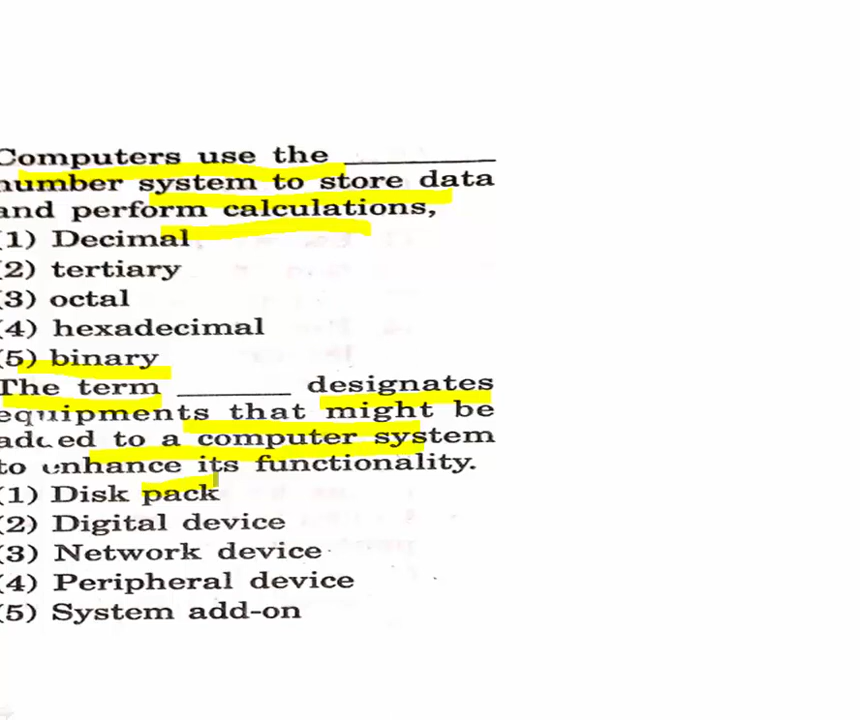 Computers use the ________
number system to store data
and perform calculations,
(1) Decimal
(2) tertiary
(3) octal
(4) hexadecimal
(5) binary
The term ________ designates
equipments that might be
added to a computer system
to enhance its functionality.
(1) Disk pack
(2) Digital device
(3) Network device
(4) Peripheral device
(5) System add-on